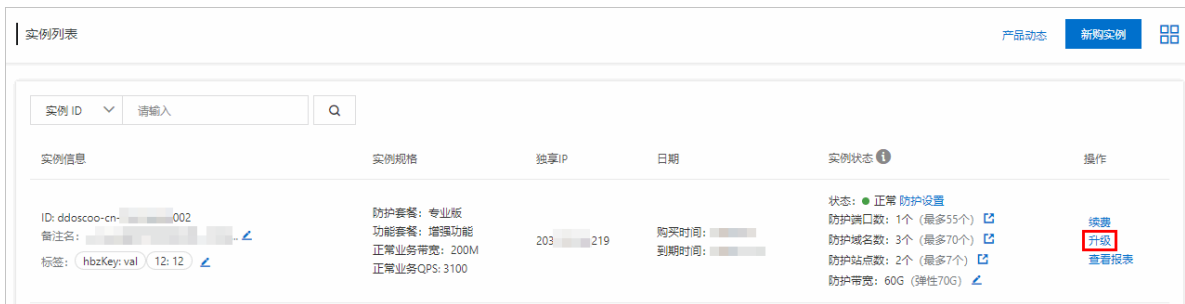 实例列表
产品动态
新购实例
实例 ID
请输入
实例信息
实例规格
独享IP
日期
实例状态
操作
ID: ddoscoo-cn-
002
备注名：
..
标签：
hbzKey: val
12: 12
防护套餐：专业版
功能套餐：增强功能
正常业务带宽：200M
正常业务QPS: 3100
203.
219
购买时间：
到期时间：
状态：● 正常 防护设置
防护端口数：1个（最多55个）
防护域名数：3个（最多70个）
防护站点数：2个（最多7个）
防护带宽：60G（弹性70G）
续费
升级
查看报表